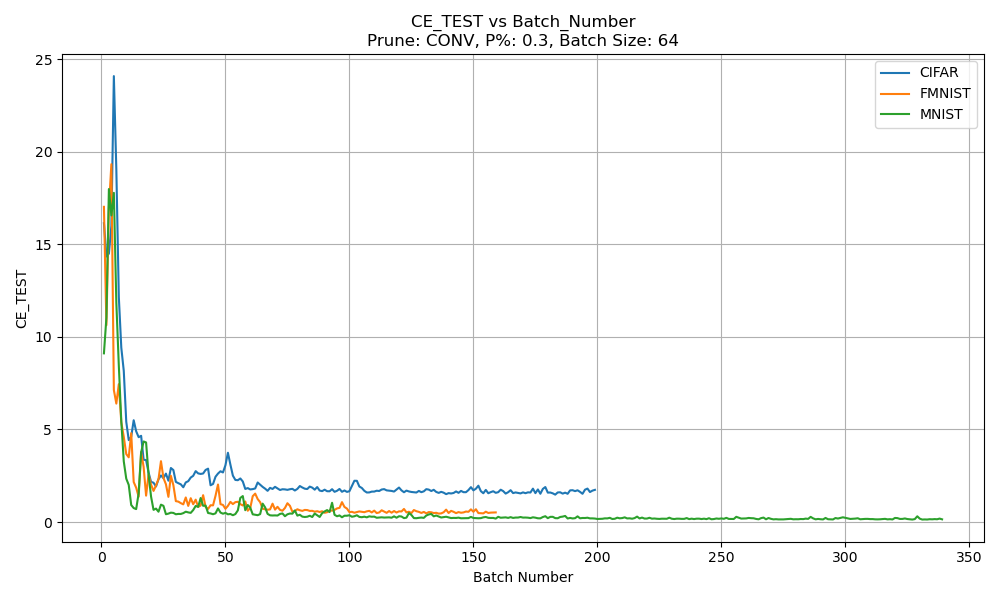 CE_TEST vs Batch_Number
Prune: CONV, P%: 0.3, Batch Size: 64
CIFAR
FMNIST
MNIST
25
20
15
10
5
0
CE_TEST
0 50 100 150 200 250 300 350
Batch Number